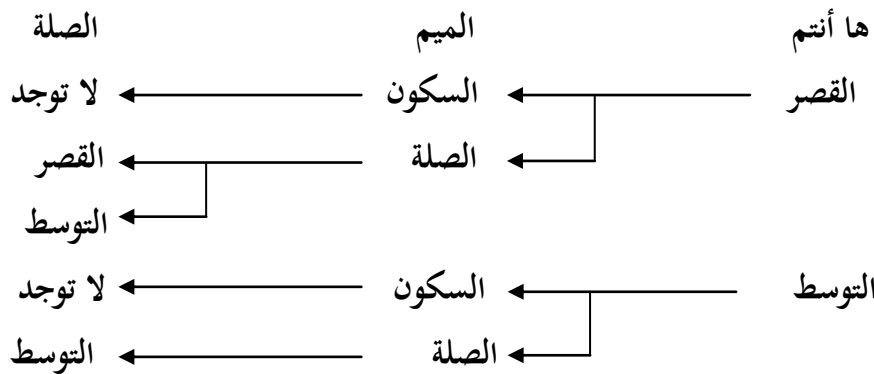 ها أنتم الميم الصلة
القصر السكون لا توجد
الصلة القصر
التوسط
التوسط السكون لا توجد
الصلة التوسط